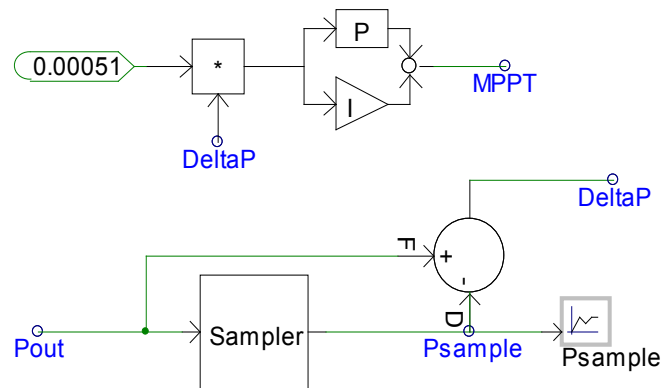 P
0.00051
*
I
MPPT
DeltaP
DeltaP
F
+
-
Sampler
D
Pout
Psample
Psample